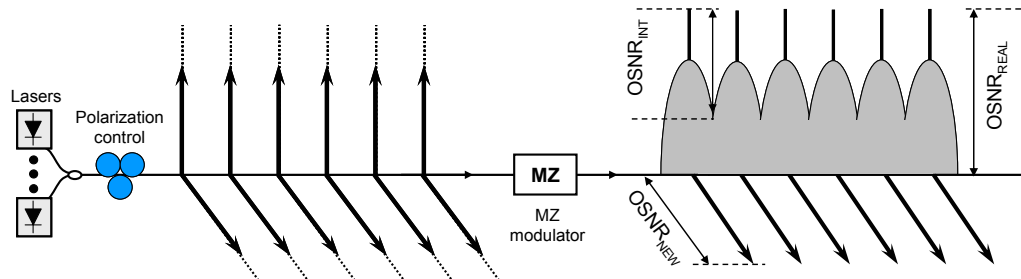 Lasers
Polarization
control
MZ
MZ
modulator
OSNR_INT
OSNR_REAL
OSNR_NEW